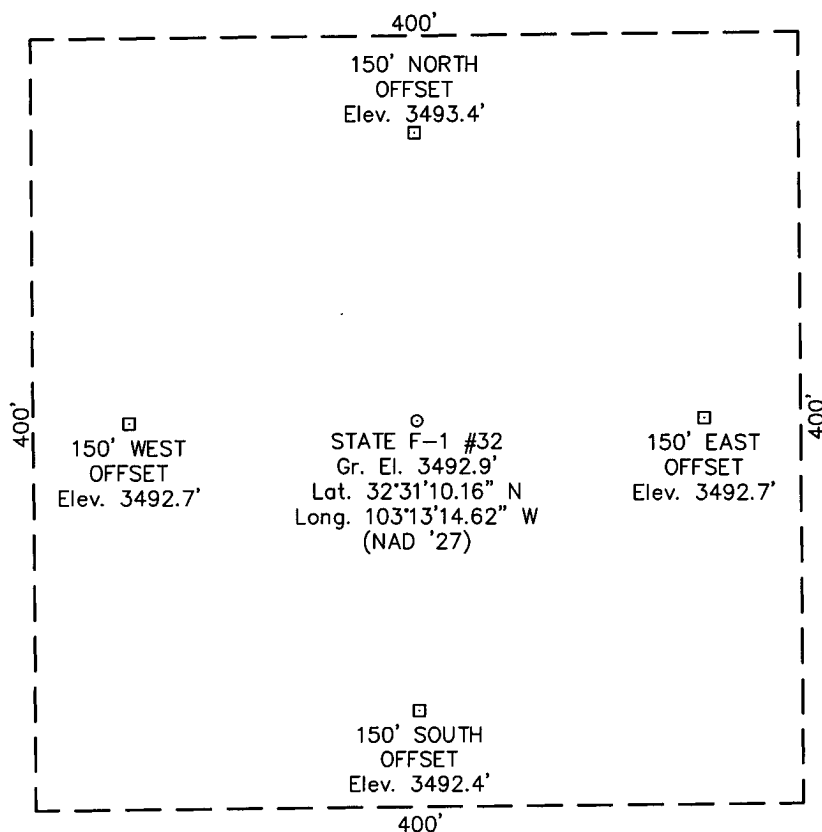 400'
150' NORTH
OFFSET
Elev. 3493.4'
400'
150' WEST
OFFSET
Elev. 3492.7'
STATE F-1 #32
Gr. El. 3492.9'
Lat. 32°31'10.16" N
Long. 103°13'14.62" W
(NAD '27)
150' EAST
OFFSET
Elev. 3492.7'
400'
150' SOUTH
OFFSET
Elev. 3492.4'
400'